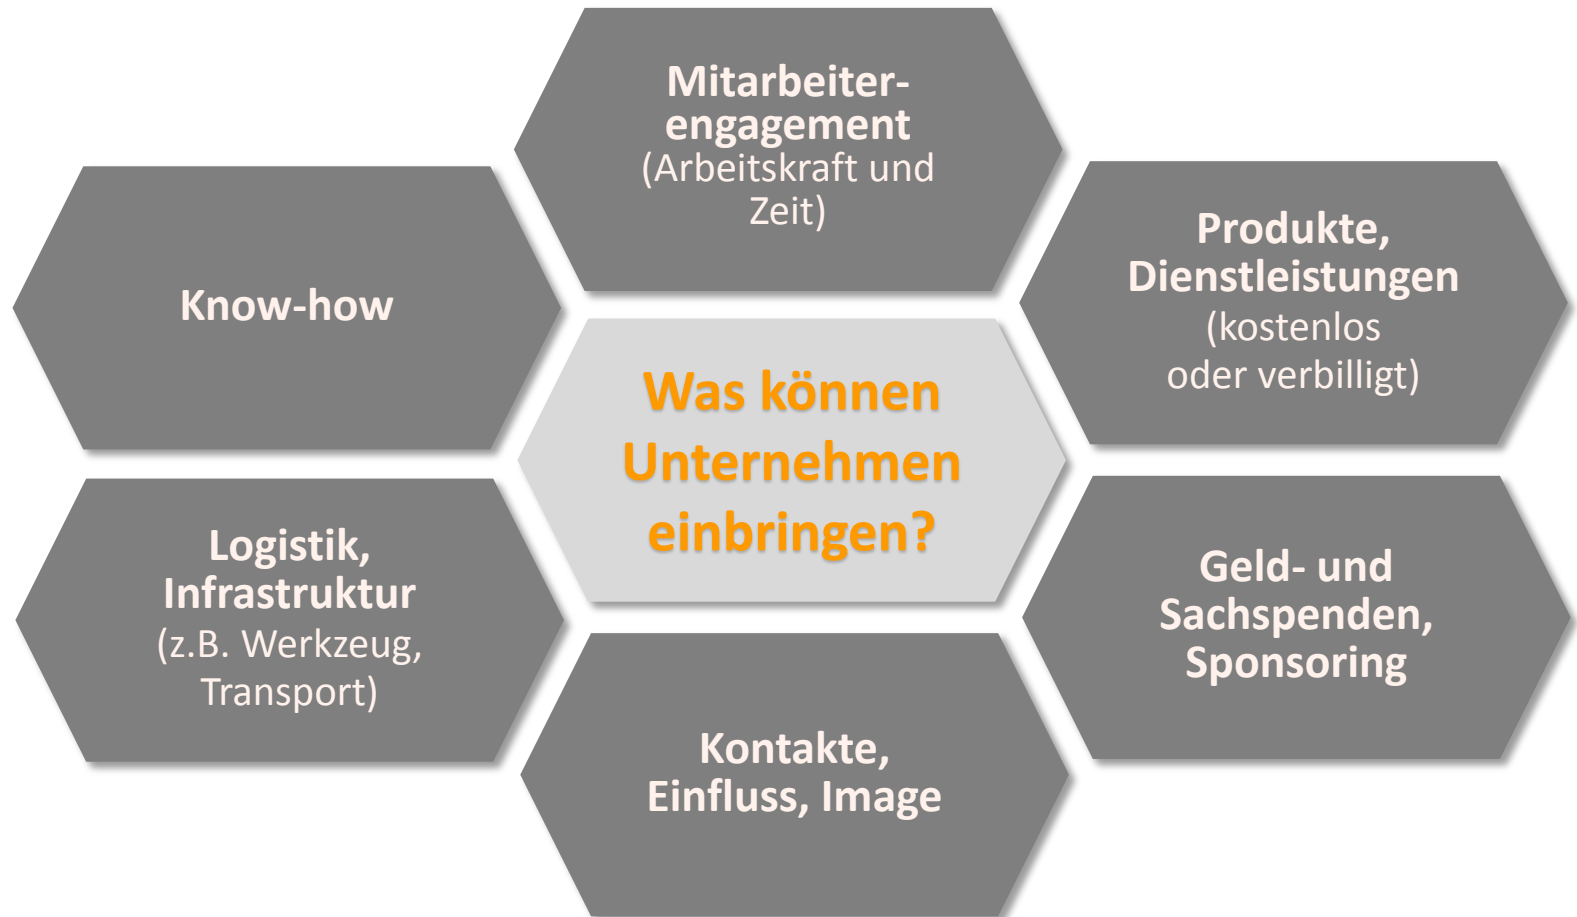 Mitarbeiter-
engagement
(Arbeitskraft und
Zeit)
Know-how
Produkte,
Dienstleistungen
(kostenlos
oder verbilligt)
Was können
Unternehmen
einbringen?
Logistik,
Infrastruktur
(z.B. Werkzeug,
Transport)
Geld- und
Sachspenden,
Sponsoring
Kontakte,
Einfluss, Image